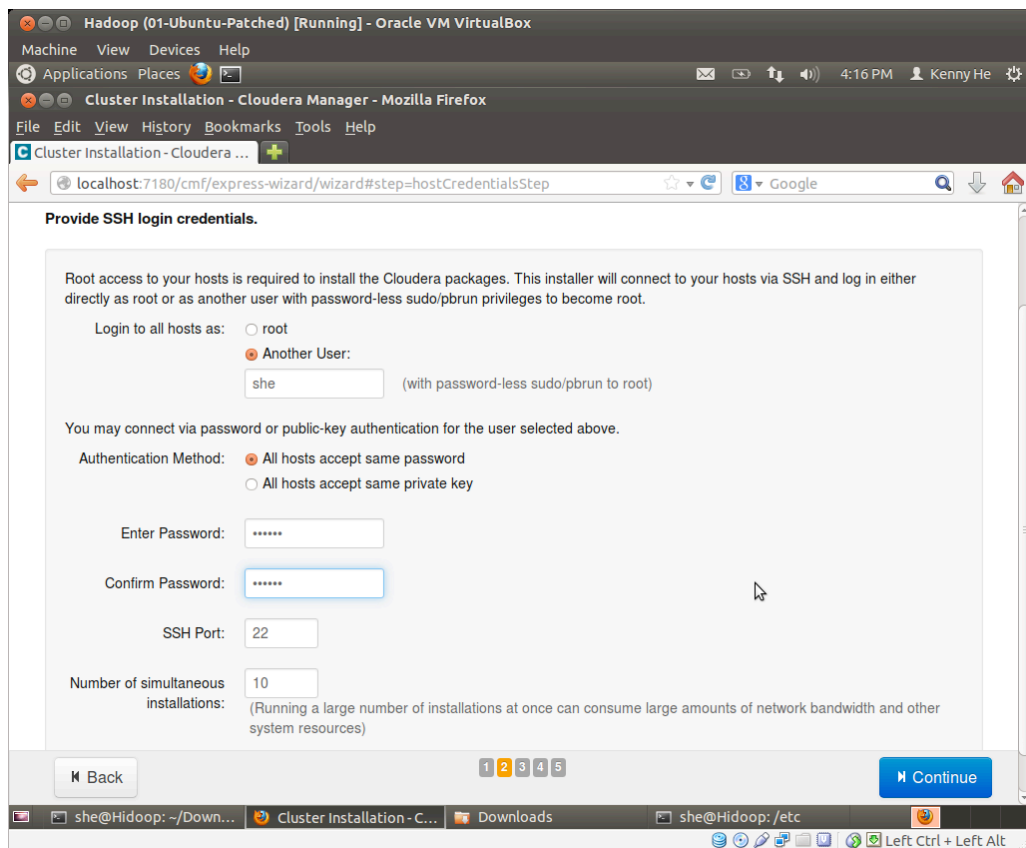 Hadoop (01-Ubuntu-Patched) [Running] - Oracle VM VirtualBox
Machine View Devices Help
Applications Places 4:16 PM Kenny He
Cluster Installation - Cloudera Manager - Mozilla Firefox
File Edit View History Bookmarks Tools Help
C Cluster Installation - Cloudera ...
localhost:7180/cmf/express-wizard/wizard#step=hostCredentialsStep 8 Google
Provide SSH login credentials.
Root access to your hosts is required to install the Cloudera packages. This installer will connect to your hosts via SSH and log in either
directly as root or as another user with password-less sudo/pbrun privileges to become root.
Login to all hosts as: root
Another User:
she (with password-less sudo/pbrun to root)
You may connect via password or public-key authentication for the user selected above.
Authentication Method: All hosts accept same password
All hosts accept same private key
Enter Password: ••••••
Confirm Password: ••••••
SSH Port: 22
Number of simultaneous 10
installations: (Running a large number of installations at once can consume large amounts of network bandwidth and other
system resources)
Back 1 2 3 4 5 Continue
she@Hidoop: ~/Down... Cluster Installation - C... Downloads she@Hidoop: /etc
Left Ctrl + Left Alt